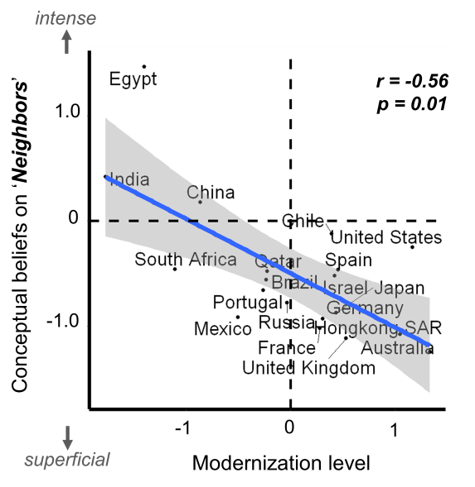 intense
r = -0.56
p = 0.01
Egypt
1.0
India
China
0
Chile
United States
South Africa
Qatar
Spain
Brazil
Israel
Japan
Portugal
Germany
-1.0
Mexico
Russia
Hongkong, SAR
France
Australia
United Kingdom
Conceptual beliefs on 'Neighbors'
-1
0
1
superficial
Modernization level